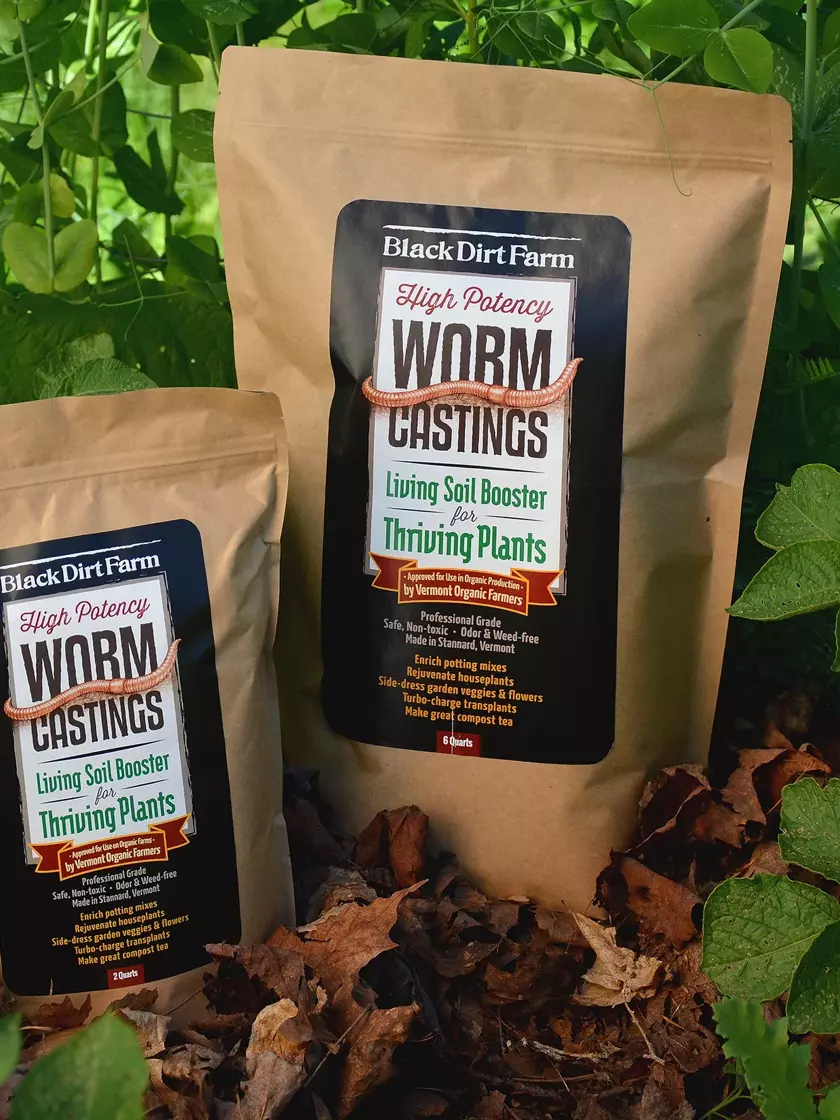 Black Dirt Farm
High Potency
WORM
CASTINGS
Living Soil Booster
for
Thriving Plants
• Approved for Use in Organic Production •
by Vermont Organic Farmers
Professional Grade
Safe, Non-toxic • Odor & Weed-free
Made in Stannard, Vermont
Enrich potting mixes
Rejuvenate houseplants
Side-dress garden veggies & flowers
Turbo-charge transplants
Make great compost tea
6 Quarts
Black Dirt Farm
High Potency
WORM
CASTINGS
Living Soil Booster
for
Thriving Plants
• Approved for Use on Organic Farms •
by Vermont Organic Farmers
Professional Grade
Safe, Non-toxic • Odor & Weed-free
Made in Stannard, Vermont
Enrich potting mixes
Rejuvenate houseplants
Side-dress garden veggies & flowers
Turbo-charge transplants
Make great compost tea
2 Quarts